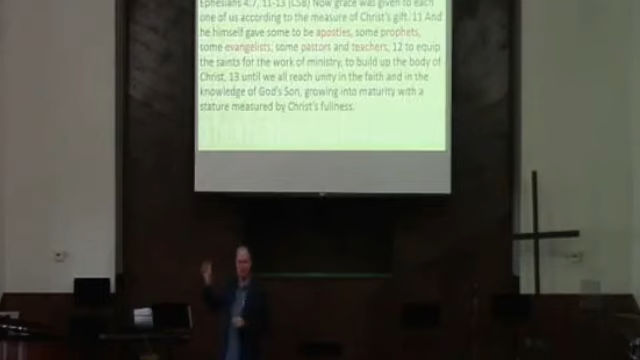 Ephesians 4:7, 11-13 (CSB) Now grace was given to each
one of us according to the measure of Christ's gift. 11 And
he himself gave some to be apostles, some prophets,
some evangelists, some pastors and teachers, 12 to equip
the saints for the work of ministry, to build up the body of
Christ, 13 until we all reach unity in the faith and in the
knowledge of God's Son, growing into maturity with a
stature measured by Christ's fullness.